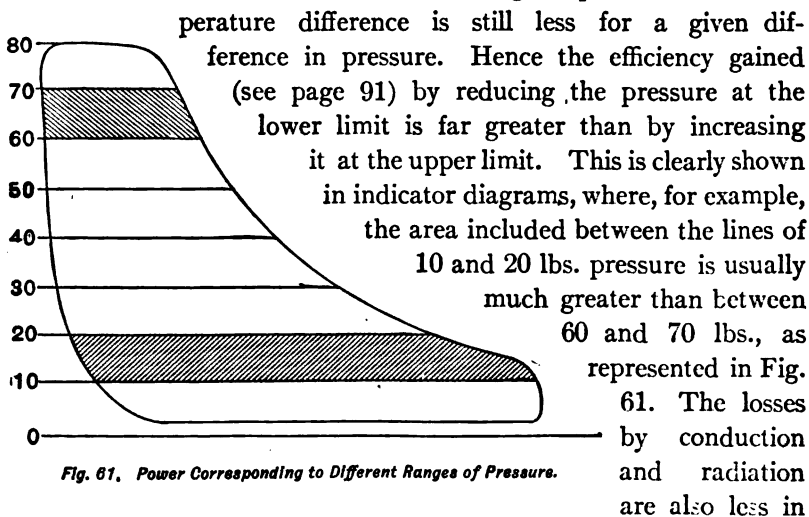 perature difference is still less for a given dif-
ference in pressure. Hence the efficiency gained
(see page 91) by reducing the pressure at the
lower limit is far greater than by increasing
it at the upper limit. This is clearly shown
in indicator diagrams, where, for example,
the area included between the lines of
10 and 20 lbs. pressure is usually
much greater than between
60 and 70 lbs., as
represented in Fig.
61. The losses
by conduction
and radiation
are also less in
80
70
60
50
40
30
20
10
0
Fig. 61. Power Corresponding to Different Ranges of Pressure.